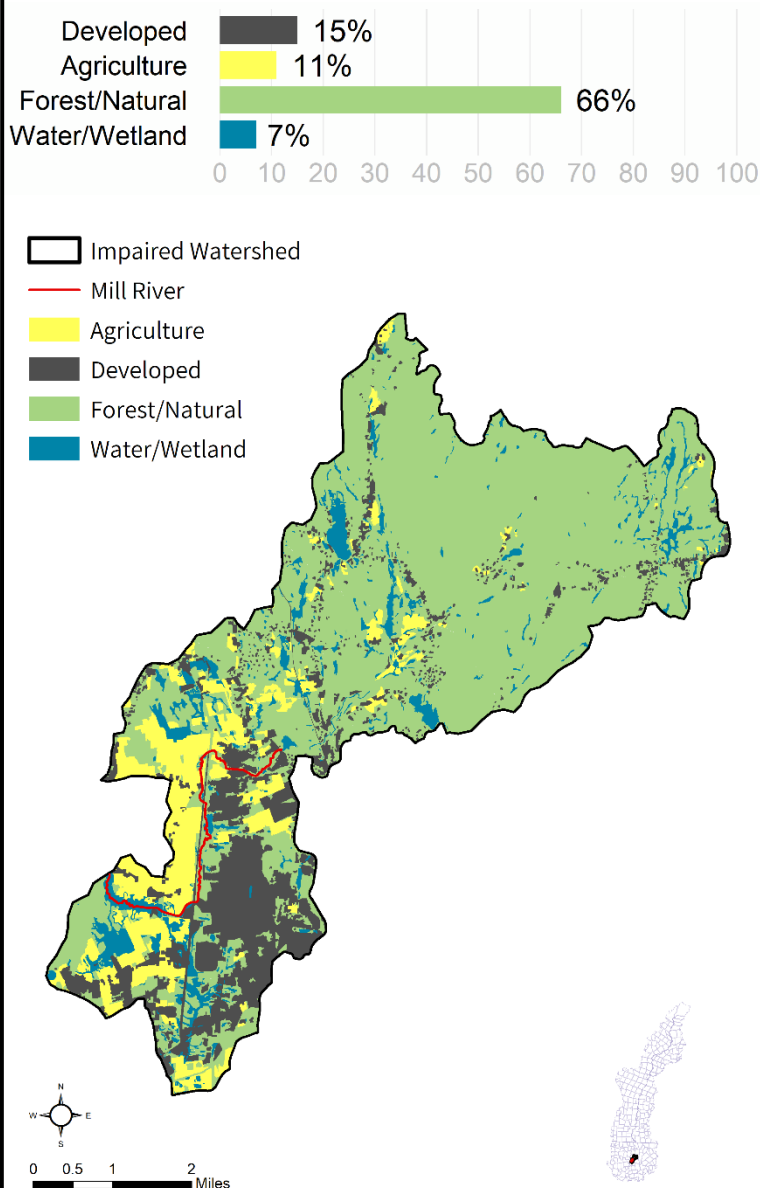 Developed 15%
Agriculture 11%
Forest/Natural 66%
Water/Wetland 7%
0 10 20 30 40 50 60 70 80 90 100
Impaired Watershed
Mill River
Agriculture
Developed
Forest/Natural
Water/Wetland
N
W E
S
0 0.5 1 2
Miles